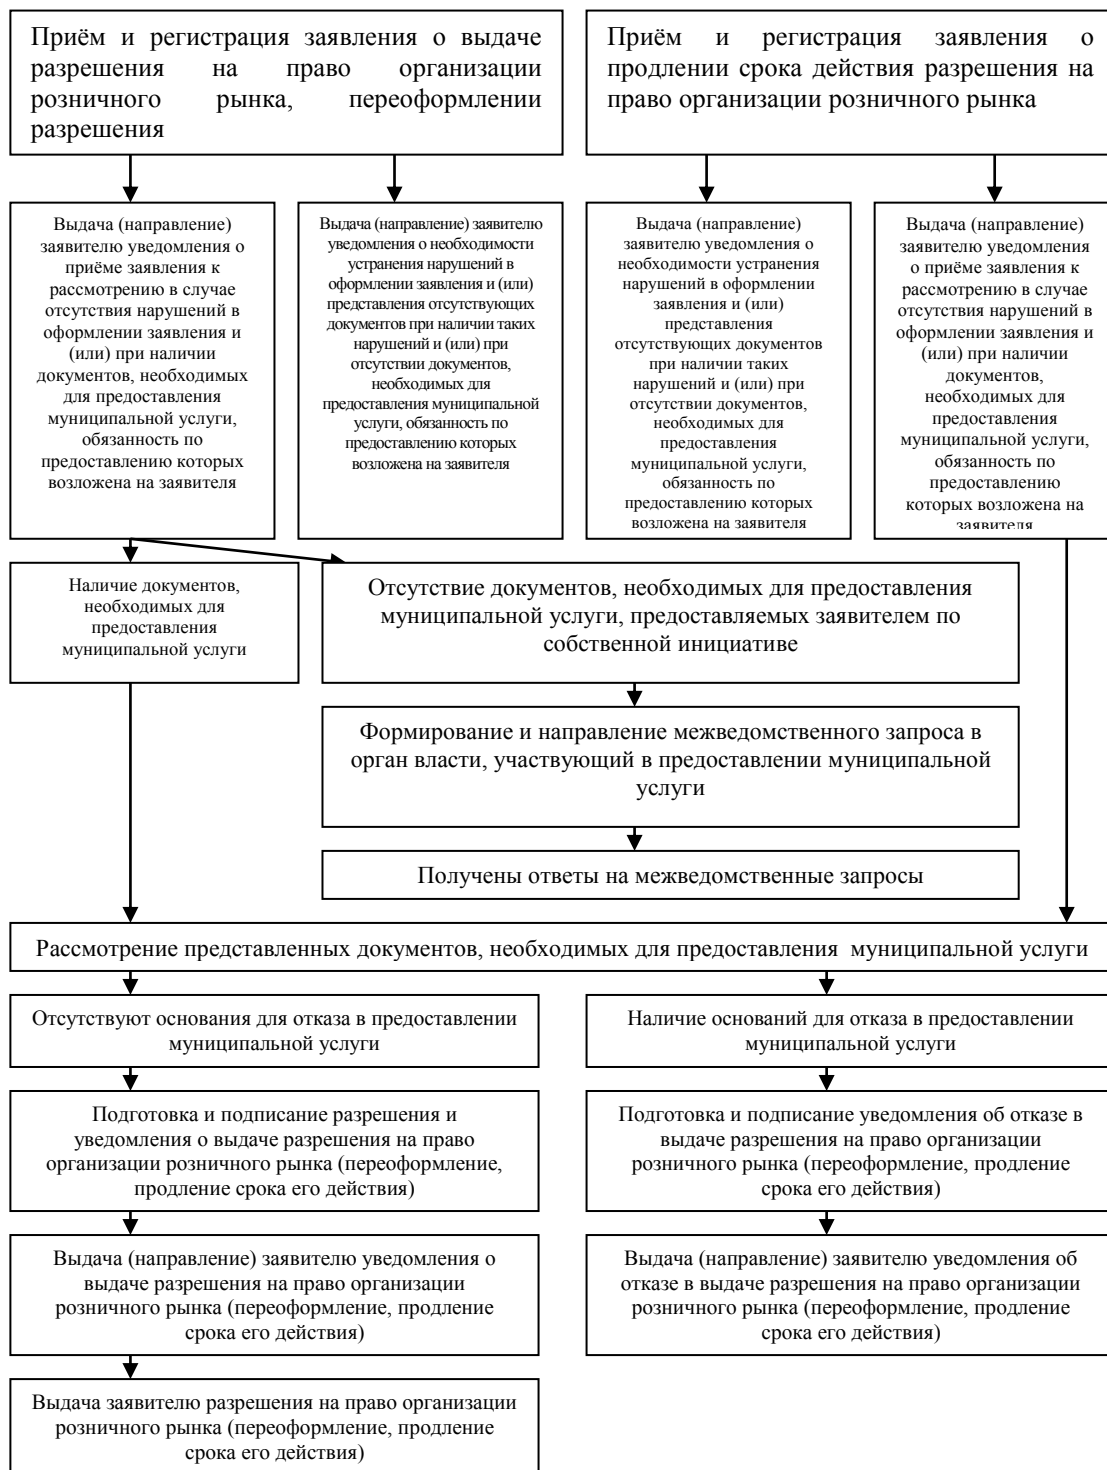 Приём и регистрация заявления о выдаче
разрешения на право организации
розничного рынка, переоформлении
разрешения
Приём и регистрация заявления о
продлении срока действия разрешения на
право организации розничного рынка
Выдача (направление)
заявителю уведомления о
приёме заявления к
рассмотрению в случае
отсутствия нарушений в
оформлении заявления и
(или) при наличии
документов, необходимых
для предоставления
муниципальной услуги,
обязанность по
предоставлению которых
возложена на заявителя
Выдача (направление) заявителю
уведомления о необходимости
устранения нарушений в
оформлении заявления и (или)
представления отсутствующих
документов при наличии таких
нарушений и (или) при
отсутствии документов,
необходимых для
предоставления муниципальной
услуги, обязанность по
предоставлению которых
возложена на заявителя
Выдача (направление)
заявителю уведомления о
необходимости устранения
нарушений в оформлении
заявления и (или)
представления
отсутствующих документов
при наличии таких
нарушений и (или) при
отсутствии документов,
необходимых для
предоставления
муниципальной услуги,
обязанность по
предоставлению которых
возложена на заявителя
Выдача (направление)
заявителю уведомления
о приёме заявления к
рассмотрению в случае
отсутствия нарушений в
оформлении заявления и
(или) при наличии
документов,
необходимых для
предоставления
муниципальной услуги,
обязанность по
предоставлению
которых возложена на
заявителя
Наличие документов,
необходимых для
предоставления
муниципальной услуги
Отсутствие документов, необходимых для предоставления
муниципальной услуги, предоставляемых заявителем по
собственной инициативе
Формирование и направление межведомственного запроса в
орган власти, участвующий в предоставлении муниципальной
услуги
Получены ответы на межведомственные запросы
Рассмотрение представленных документов, необходимых для предоставления муниципальной услуги
Отсутствуют основания для отказа в предоставлении
муниципальной услуги
Наличие оснований для отказа в предоставлении
муниципальной услуги
Подготовка и подписание разрешения и
уведомления о выдаче разрешения на право
организации розничного рынка (переоформление,
продление срока его действия)
Подготовка и подписание уведомления об отказе в
выдаче разрешения на право организации
розничного рынка (переоформление, продление
срока его действия)
Выдача (направление) заявителю уведомления о
выдаче разрешения на право организации
розничного рынка (переоформление, продление
срока его действия)
Выдача (направление) заявителю уведомления об
отказе в выдаче разрешения на право организации
розничного рынка (переоформление, продление
срока его действия)
Выдача заявителю разрешения на право организации
розничного рынка (переоформление, продление
срока его действия)